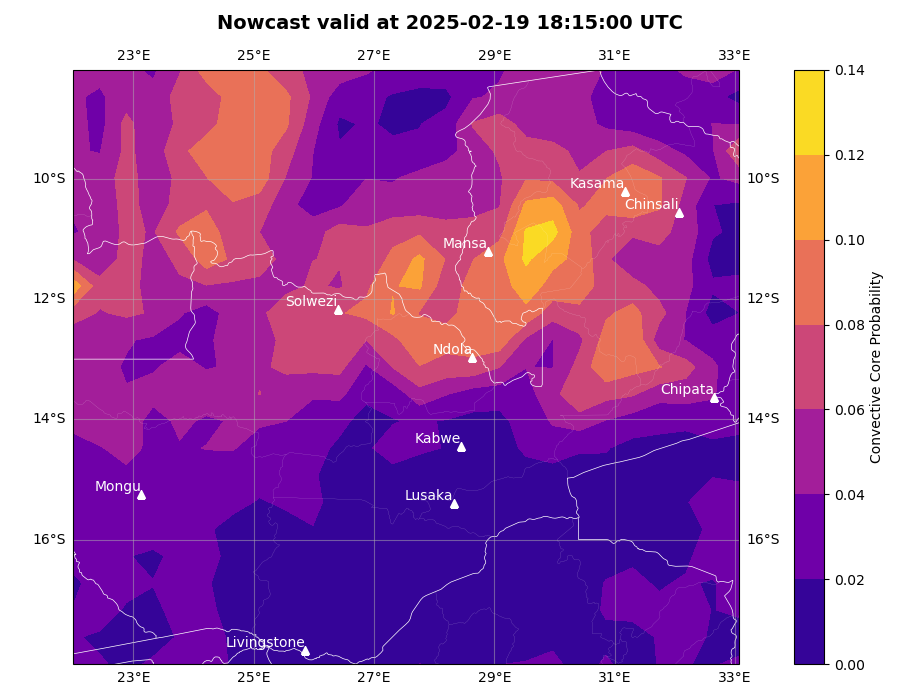 Nowcast valid at 2025-02-19 18:15:00 UTC
23°E 25°E 27°E 29°E 31°E 33°E
0.14
0.12
10°S Kasama 10°S
Chinsali
0.10
Mansa
12°S Solwezi 12°S
0.08
Ndola
Chipata
0.06
14°S 14°S
Kabwe
0.04
Mongu Lusaka
16°S 16°S
0.02
Livingstone
0.00
23°E 25°E 27°E 29°E 31°E 33°E
Convective Core Probability